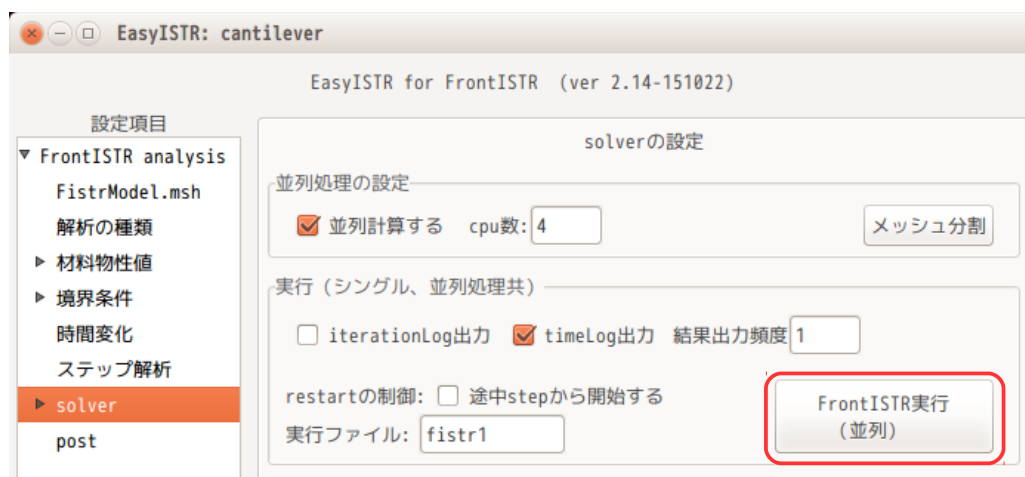 EasyISTR: cantilever
EasyISTR for FrontISTR (ver 2.14-151022)
設定項目
FrontISTR analysis
FistrModel.msh
解析の種類
材料物性値
境界条件
時間変化
ステップ解析
solver
post
solverの設定
並列処理の設定
並列計算する cpu数: 4 メッシュ分割
実行(シングル、並列処理共)
iterationLog出力 timeLog出力 結果出力頻度 1
restartの制御: 途中stepから開始する
実行ファイル: fistr1
FrontISTR実行
(並列)